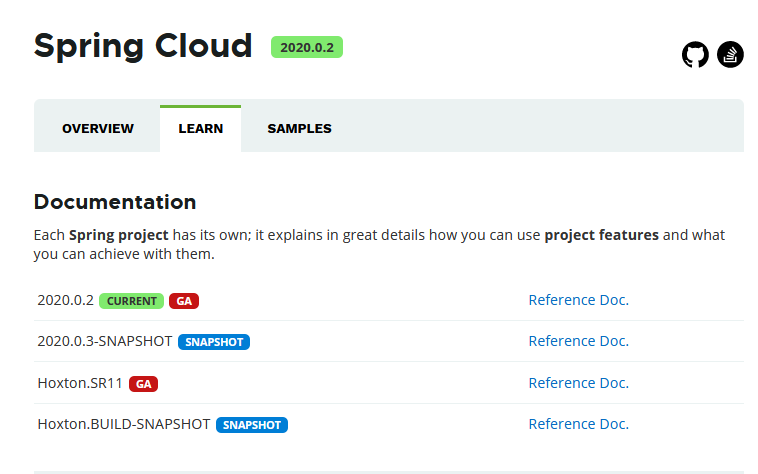 Spring Cloud 2020.0.2
OVERVIEW LEARN SAMPLES
Documentation
Each Spring project has its own; it explains in great details how you can use project features and what
you can achieve with them.
2020.0.2 CURRENT GA Reference Doc.
2020.0.3-SNAPSHOT SNAPSHOT Reference Doc.
Hoxton.SR11 GA Reference Doc.
Hoxton.BUILD-SNAPSHOT SNAPSHOT Reference Doc.